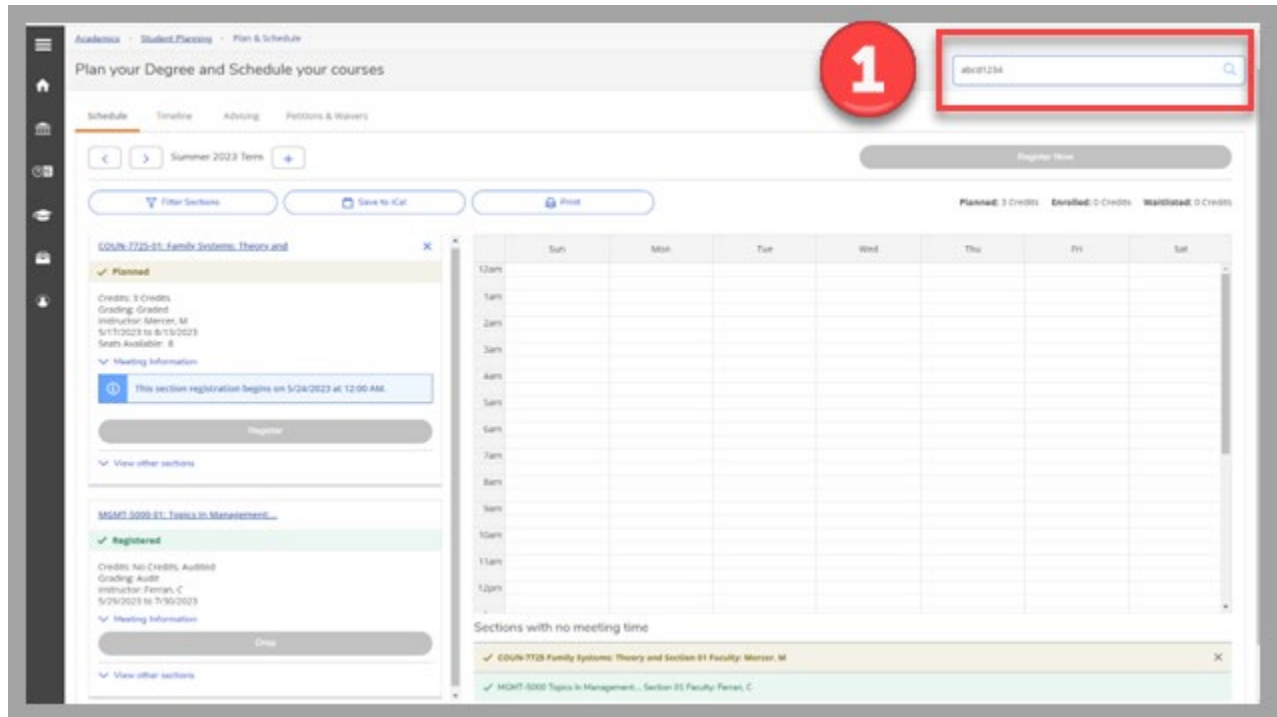 Academics · Student Planning · Plan & Schedule
Plan your Degree and Schedule your courses
1
abcd1234
Schedule Timeline Advising Petitions & Waivers
< > Summer 2023 Term +
Register Now
Filter Sections Save to iCal Print
Planned: 3 Credits Enrolled: 0 Credits Waitlisted: 0 Credits
COUN-7725-01: Family Systems: Theory and
✓ Planned
Credits: 3 Credits
Grading: Graded
Instructor: Mercer, M
5/17/2023 to 8/13/2023
Seats Available: 8
Meeting Information
This section registration begins on 5/24/2023 at 12:00 AM.
Register
View other sections
MGMT-5000-01: Topics In Management:...
✓ Registered
Credits: No Credits, Audited
Grading: Audit
Instructor: Ferran, C
5/29/2023 to 7/30/2023
Meeting Information
Drop
View other sections
Sun Mon Tue Wed Thu Fri Sat
12am
1am
2am
3am
4am
5am
6am
7am
8am
9am
10am
11am
12pm
Sections with no meeting time
✓ COUN-7725 Family Systems: Theory and Section 01 Faculty: Mercer, M
✓ MGMT-5000 Topics In Management:... Section 01 Faculty: Ferran, C